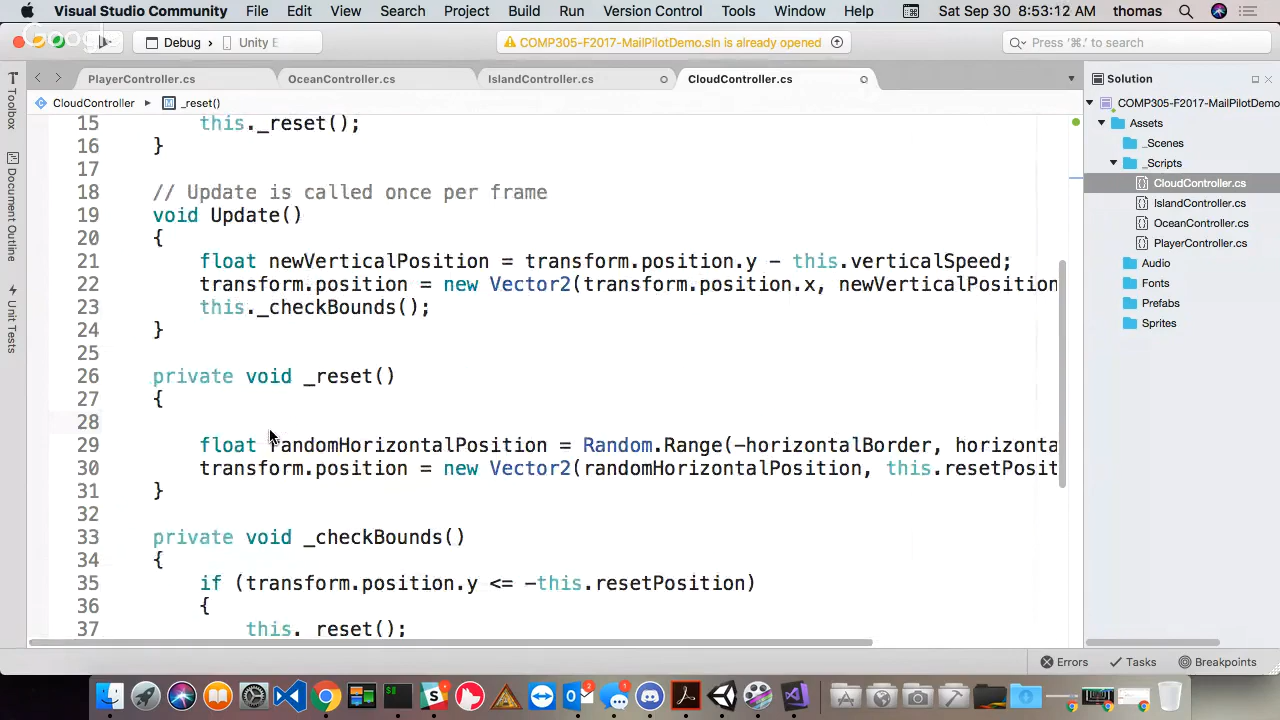 Visual Studio Community File Edit View Search Project Build Run Version Control Tools Window Help Sat Sep 30 8:53:12 AM thomas
Google
Debug › Unity E
COMP305-F2017-MailPilotDemo.sln is already opened
Press '⌘.' to search
PlayerController.cs OceanController.cs IslandController.cs CloudController.cs
Solution
CloudController ▸ _reset()
Toolbox
Document Outline
Unit Tests
15 this._reset();
16 }
17
18 // Update is called once per frame
19 void Update()
20 {
21 float newVerticalPosition = transform.position.y - this.verticalSpeed;
22 transform.position = new Vector2(transform.position.x, newVerticalPosition
23 this._checkBounds();
24 }
25
26 private void _reset()
27 {
28
29 float randomHorizontalPosition = Random.Range(-horizontalBorder, horizonta
30 transform.position = new Vector2(randomHorizontalPosition, this.resetPosit
31 }
32
33 private void _checkBounds()
34 {
35 if (transform.position.y <= -this.resetPosition)
36 {
37 this._reset();
COMP305-F2017-MailPilotDemo
Assets
_Scenes
_Scripts
CloudController.cs
IslandController.cs
OceanController.cs
PlayerController.cs
Audio
Fonts
Prefabs
Sprites
Errors Tasks Breakpoints